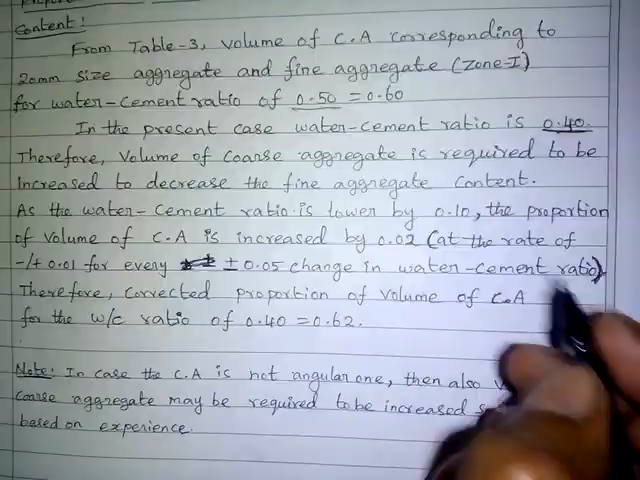 Content:
From Table-3, volume of C.A corresponding to
20mm size aggregate and fine aggregate (Zone-I)
for water-cement ratio of 0.50 = 0.60
In the present case water-cement ratio is 0.40.
Therefore, Volume of coarse aggregate is required to be
increased to decrease the fine aggregate content.
As the water-cement ratio is lower by 0.10, the proportion
of volume of C.A is increased by 0.02 (at the rate of
-/+ 0.01 for every ± 0.05 change in water-cement ratio)
Therefore, corrected proportion of volume of C.A
for the w/c ratio of 0.40 = 0.62.
Note: In case the C.A is not angular one, then also
coarse aggregate may be required to be increased
based on experience.